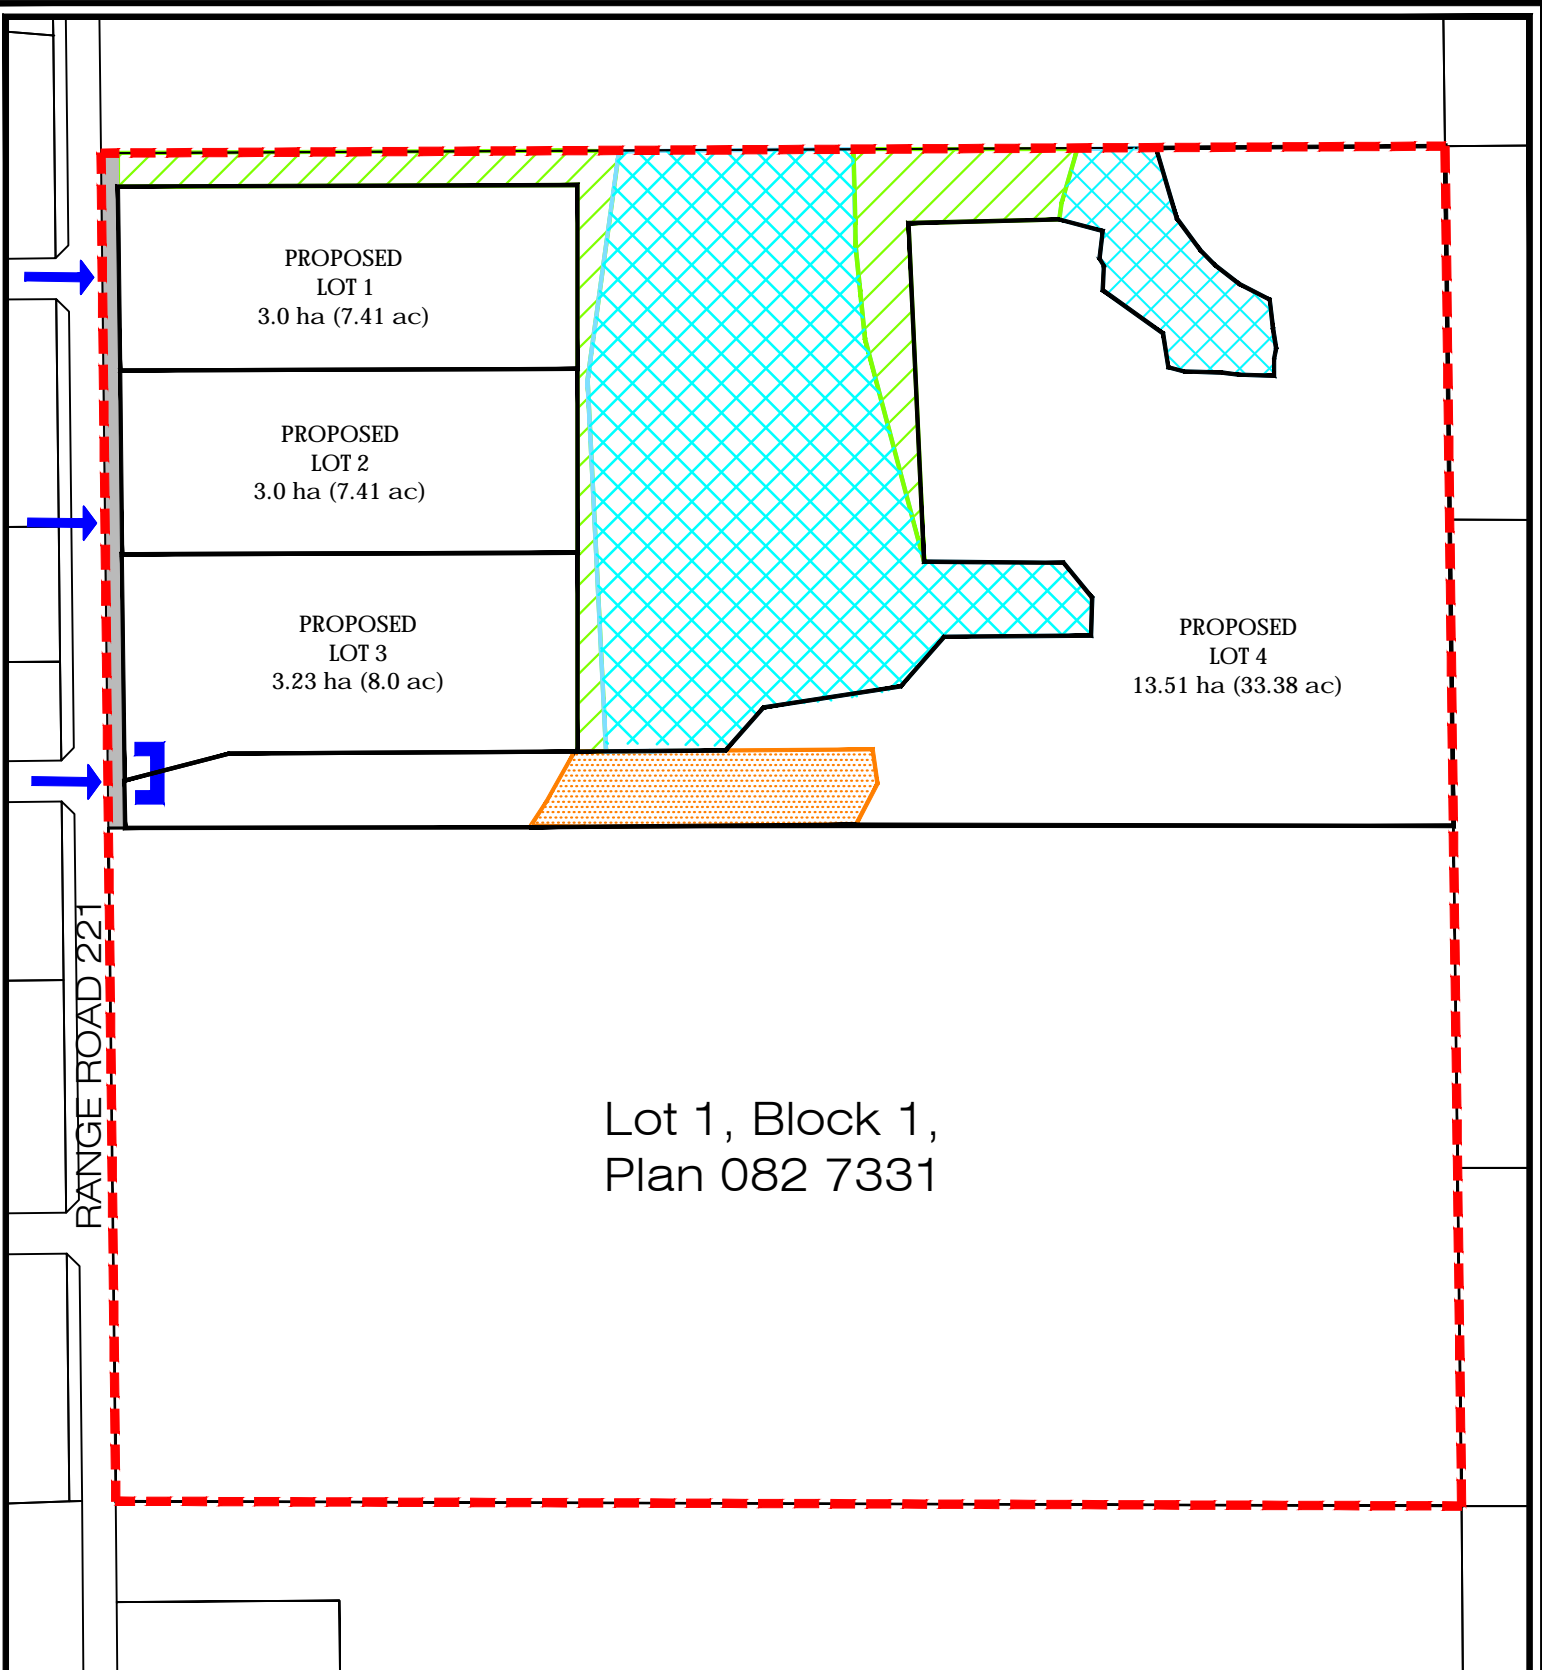 PROPOSED
LOT 1
3.0 ha (7.41 ac)
PROPOSED
LOT 2
3.0 ha (7.41 ac)
PROPOSED
LOT 3
3.23 ha (8.0 ac)
PROPOSED
LOT 4
13.51 ha (33.38 ac)
RANGE ROAD 221
Lot 1, Block 1,
Plan 082 7331